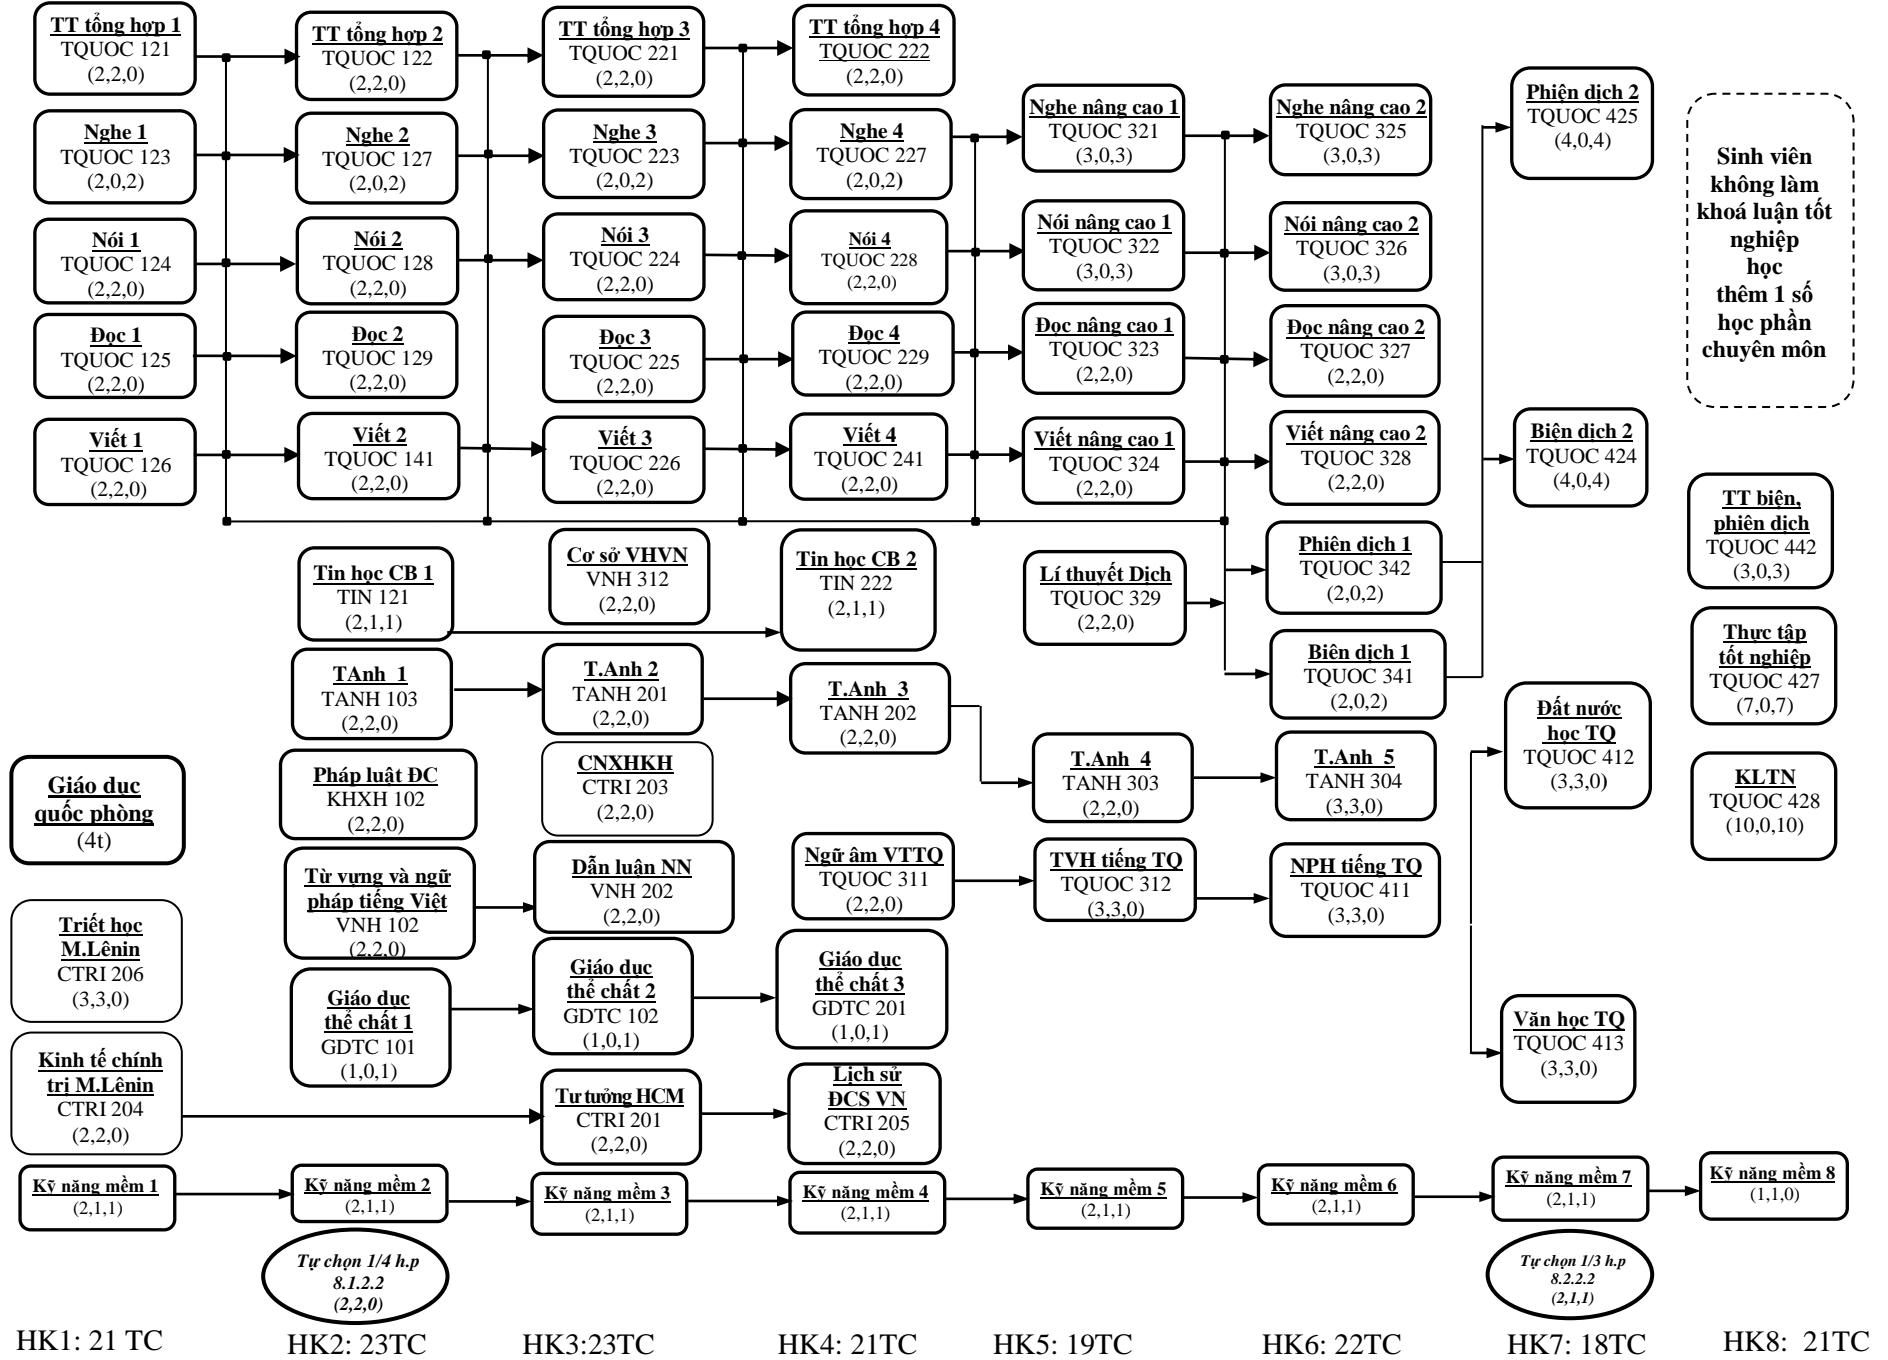 TT tổng hợp 1
TQUOC 121
(2,2,0)
Nghe 1
TQUOC 123
(2,0,2)
Nói 1
TQUOC 124
(2,2,0)
Đọc 1
TQUOC 125
(2,2,0)
Viết 1
TQUOC 126
(2,2,0)
Giáo dục
quốc phòng
(4t)
Triết học
M.Lênin
CTRI 206
(3,3,0)
Kinh tế chính
trị M.Lênin
CTRI 204
(2,2,0)
Kỹ năng mềm 1
(2,1,1)
HK1: 21 TC
TT tổng hợp 2
TQUOC 122
(2,2,0)
Nghe 2
TQUOC 127
(2,0,2)
Nói 2
TQUOC 128
(2,2,0)
Đọc 2
TQUOC 129
(2,2,0)
Viết 2
TQUOC 141
(2,2,0)
Tin học CB 1
TIN 121
(2,1,1)
TAnh 1
TANH 103
(2,2,0)
Pháp luật ĐC
KHXH 102
(2,2,0)
Từ vựng và ngữ
pháp tiếng Việt
VNH 102
(2,2,0)
Giáo dục
thể chất 1
GDTC 101
(1,0,1)
Kỹ năng mềm 2
(2,1,1)
Tự chọn 1/4 h.p
8.1.2.2
(2,2,0)
HK2: 23TC
TT tổng hợp 3
TQUOC 221
(2,2,0)
Nghe 3
TQUOC 223
(2,0,2)
Nói 3
TQUOC 224
(2,2,0)
Đọc 3
TQUOC 225
(2,2,0)
Viết 3
TQUOC 226
(2,2,0)
Cơ sở VHVN
VNH 312
(2,2,0)
T.Anh 2
TANH 201
(2,2,0)
CNXHKH
CTRI 203
(2,2,0)
Dẫn luận NN
VNH 202
(2,2,0)
Giáo dục
thể chất 2
GDTC 102
(1,0,1)
Tư tưởng HCM
CTRI 201
(2,2,0)
Kỹ năng mềm 3
(2,1,1)
HK3:23TC
TT tổng hợp 4
TQUOC 222
(2,2,0)
Nghe 4
TQUOC 227
(2,0,2)
Nói 4
TQUOC 228
(2,2,0)
Đọc 4
TQUOC 229
(2,2,0)
Viết 4
TQUOC 241
(2,2,0)
Tin học CB 2
TIN 222
(2,1,1)
T.Anh 3
TANH 202
(2,2,0)
Ngữ âm VTTQ
TQUOC 311
(2,2,0)
Giáo dục
thể chất 3
GDTC 201
(1,0,1)
Lịch sử
ĐCS VN
CTRI 205
(2,2,0)
Kỹ năng mềm 4
(2,1,1)
HK4: 21TC
Nghe nâng cao 1
TQUOC 321
(3,0,3)
Nói nâng cao 1
TQUOC 322
(3,0,3)
Đọc nâng cao 1
TQUOC 323
(2,2,0)
Viết nâng cao 1
TQUOC 324
(2,2,0)
Lí thuyết Dịch
TQUOC 329
(2,2,0)
T.Anh 4
TANH 303
(2,2,0)
TVH tiếng TQ
TQUOC 312
(3,3,0)
Kỹ năng mềm 5
(2,1,1)
HK5: 19TC
Nghe nâng cao 2
TQUOC 325
(3,0,3)
Nói nâng cao 2
TQUOC 326
(3,0,3)
Đọc nâng cao 2
TQUOC 327
(2,2,0)
Viết nâng cao 2
TQUOC 328
(2,2,0)
Phiên dịch 1
TQUOC 342
(2,0,2)
Biện dịch 1
TQUOC 341
(2,0,2)
T.Anh 5
TANH 304
(3,3,0)
NPH tiếng TQ
TQUOC 411
(3,3,0)
Kỹ năng mềm 6
(2,1,1)
HK6: 22TC
Phiện dịch 2
TQUOC 425
(4,0,4)
Biện dịch 2
TQUOC 424
(4,0,4)
Đất nước
học TQ
TQUOC 412
(3,3,0)
Văn học TQ
TQUOC 413
(3,3,0)
Kỹ năng mềm 7
(2,1,1)
Tự chọn 1/3 h.p
8.2.2.2
(2,1,1)
HK7: 18TC
Sinh viên
không làm
khoá luận tốt
nghiệp
học
thêm 1 số
học phần
chuyên môn
TT biện,
phiên dịch
TQUOC 442
(3,0,3)
Thực tập
tốt nghiệp
TQUOC 427
(7,0,7)
KLTN
TQUOC 428
(10,0,10)
Kỹ năng mềm 8
(1,1,0)
HK8: 21TC